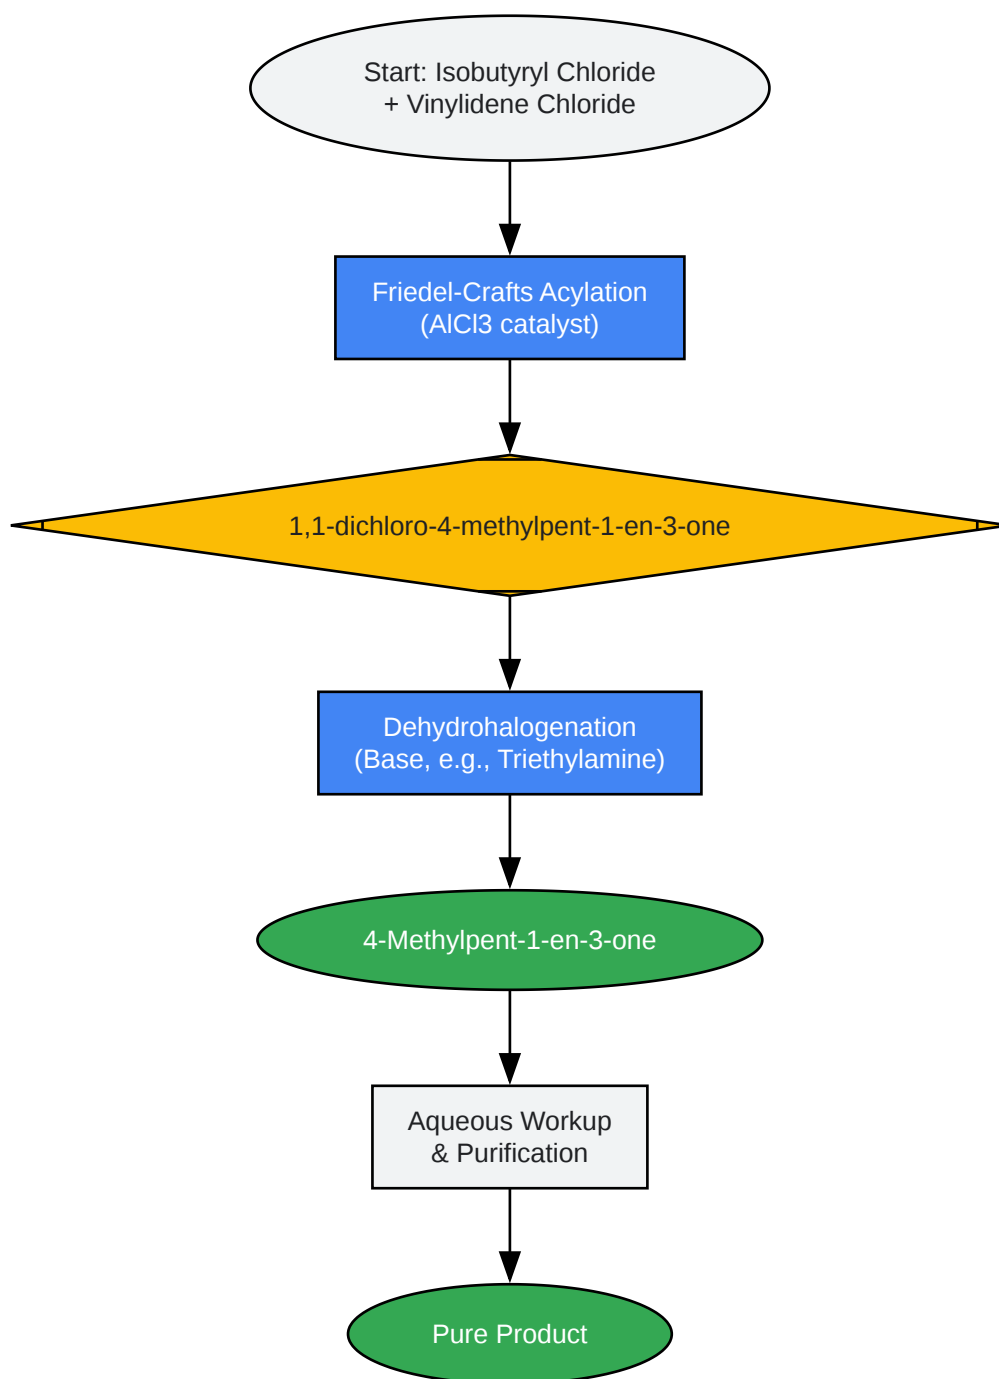 Start: Isobutyryl Chloride
+ Vinylidene Chloride
Friedel-Crafts Acylation
(AlCl3 catalyst)
1,1-dichloro-4-methylpent-1-en-3-one
Dehydrohalogenation
(Base, e.g., Triethylamine)
4-Methylpent-1-en-3-one
Aqueous Workup
& Purification
Pure Product